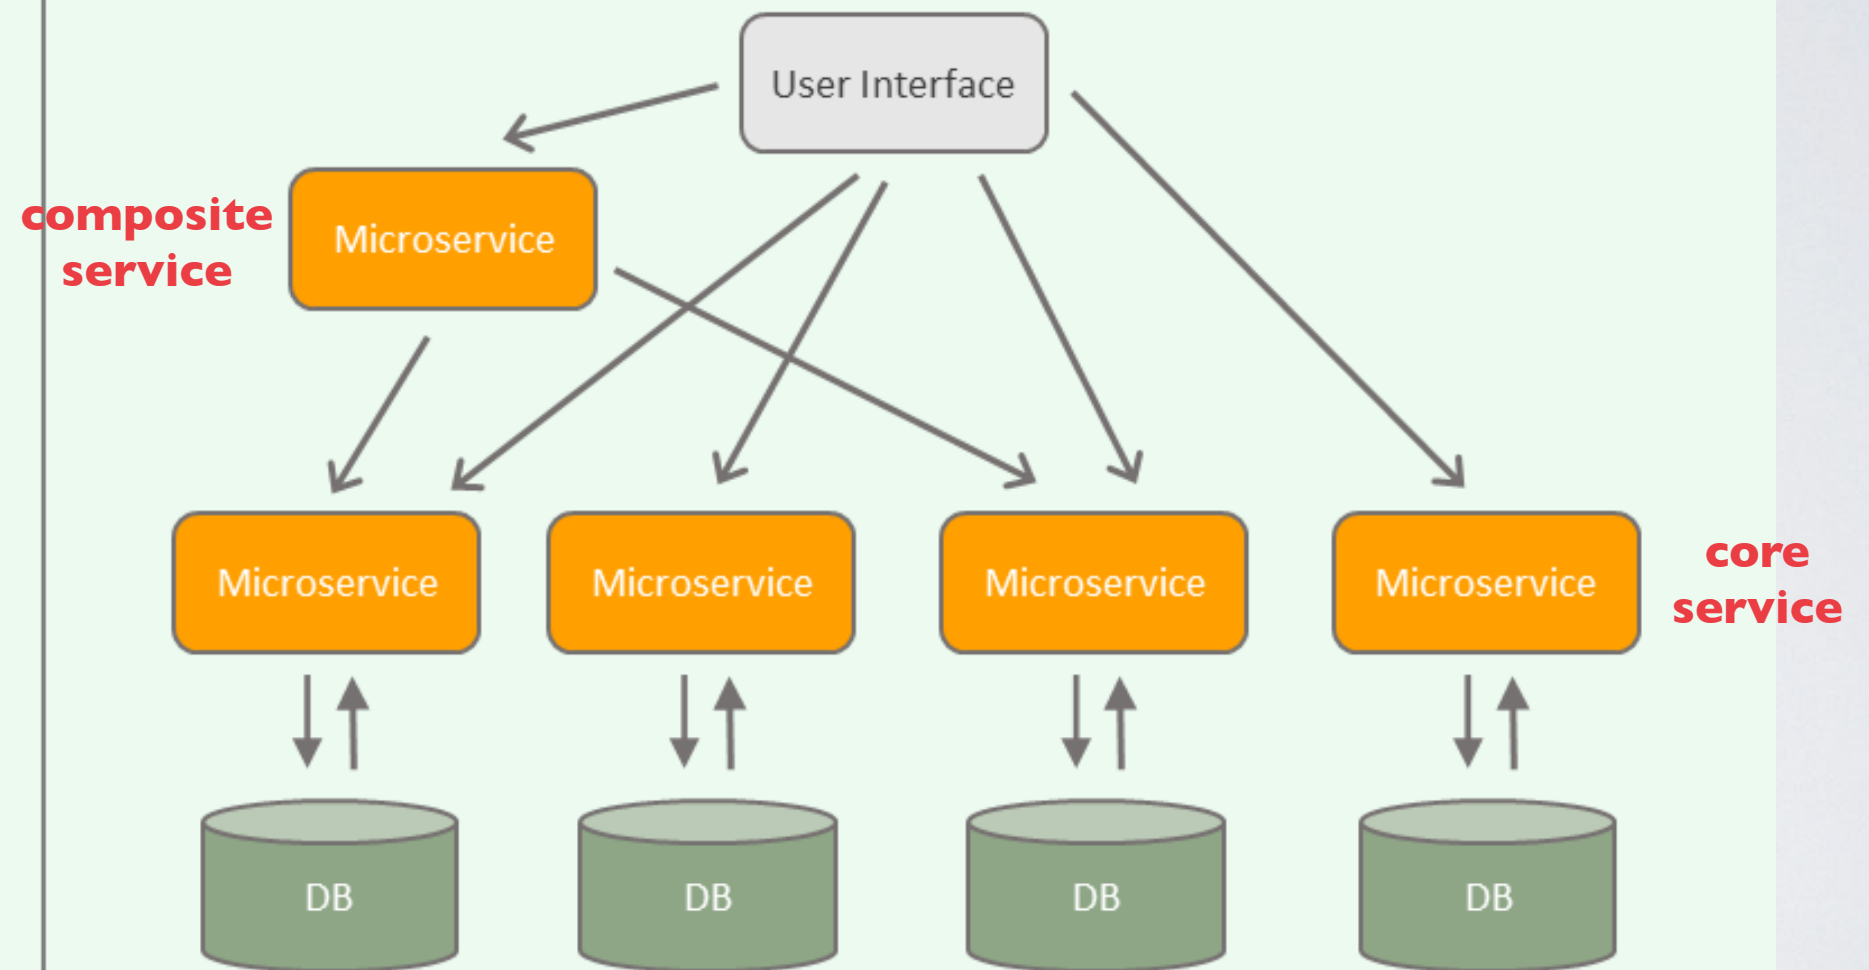 User Interface
composite
service
Microservice
Microservice
Microservice
Microservice
Microservice
core
service
DB
DB
DB
DB